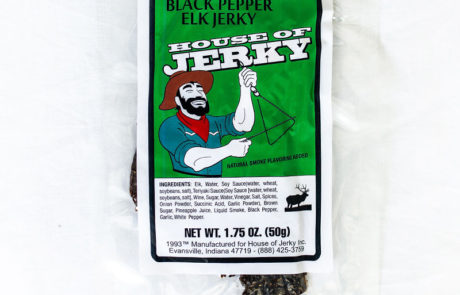 BLACK PEPPER
ELK JERKY
HOUSE OF
JERKY
NATURAL SMOKE FLAVORING ADDED
INGREDIENTS: Elk, Water, Soy Sauce(water, wheat,
soybeans, salt), Teriyaki Sauce(Soy Sauce [water, wheat,
soybeans, salt], Wine, Sugar, Water, Vinegar, Salt, Spices,
Onion Powder, Succinic Acid, Garlic Powder), Brown
Sugar, Pineapple Juice, Liquid Smoke, Black Pepper,
Garlic, White Pepper.
NET WT. 1.75 OZ. (50g)
1993™ Manufactured for House of Jerky Inc.
Evansville, Indiana 47719 - (888) 425-3759